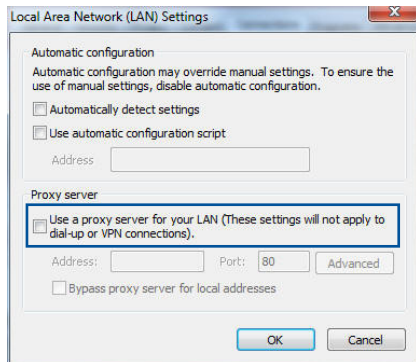 Local Area Network (LAN) Settings
Automatic configuration
Automatic configuration may override manual settings. To ensure the
use of manual settings, disable automatic configuration.
Automatically detect settings
Use automatic configuration script
Address
Proxy server
Use a proxy server for your LAN (These settings will not apply to
dial-up or VPN connections).
Address:
Port: 80 Advanced
Bypass proxy server for local addresses
OK Cancel